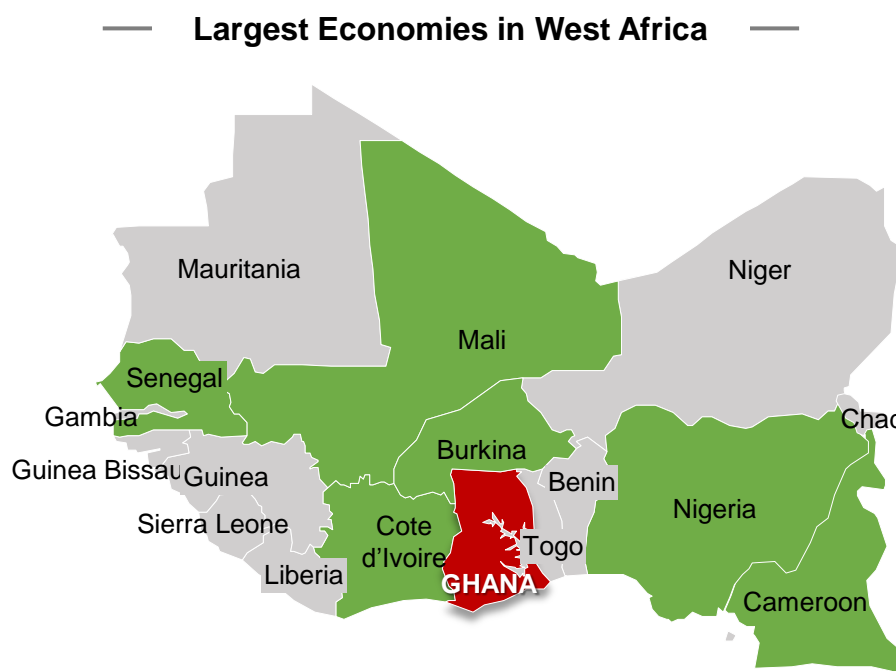 Largest Economies in West Africa
Mauritania
Niger
Mali
Senegal
Gambia
Chad
Burkina
Guinea Bissau
Guinea
Benin
Nigeria
Sierra Leone
Cote
d’Ivoire
Togo
Liberia
GHANA
Cameroon